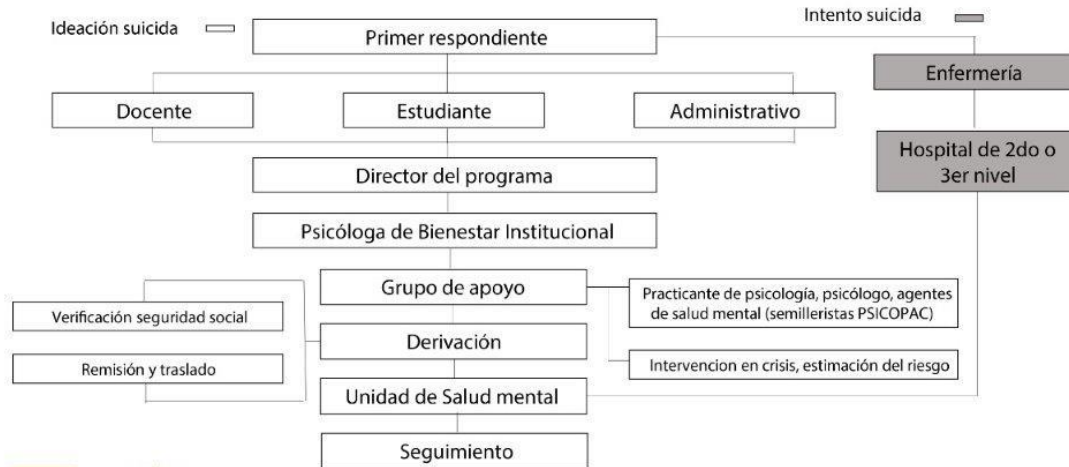 Ideación suicida
Intento suicida
Primer respondiente
Enfermería
Docente
Estudiante
Administrativo
Hospital de 2do o
3er nivel
Director del programa
Psicóloga de Bienestar Institucional
Grupo de apoyo
Practicante de psicología, psicólogo, agentes
de salud mental (semilleristas PSICOPAC)
Verificación seguridad social
Derivación
Remisión y traslado
Intervencion en crisis, estimación del riesgo
Unidad de Salud mental
Seguimiento